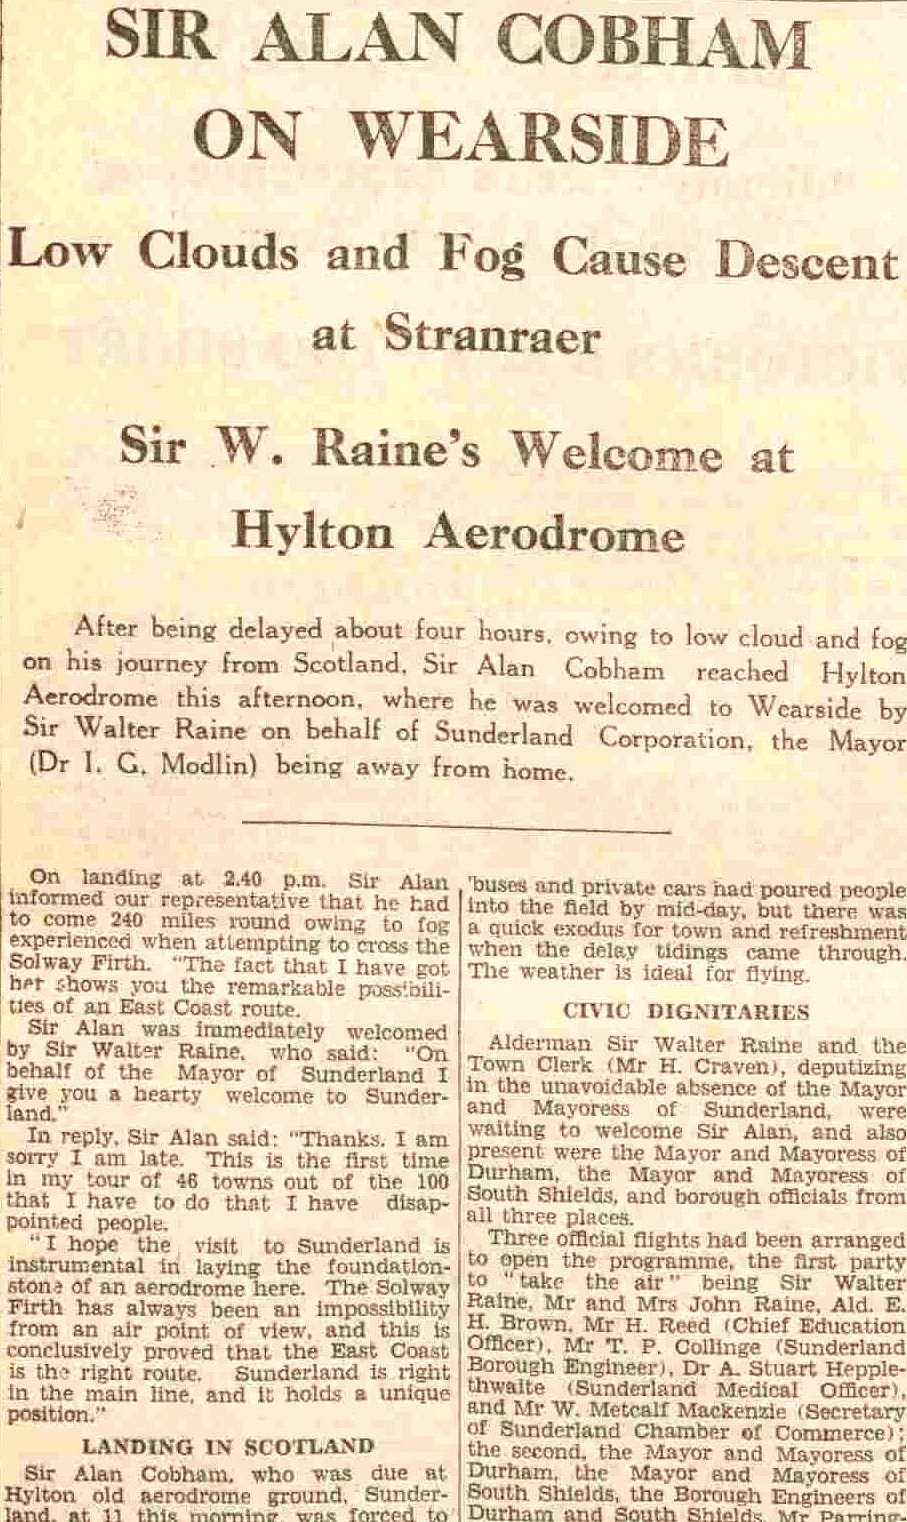 SIR ALAN COBHAM
ON WEARSIDE
Low Clouds and Fog Cause Descent
at Stranraer
Sir W. Raine's Welcome at
Hylton Aerodrome
After being delayed about four hours, owing to low cloud and fog
on his journey from Scotland, Sir Alan Cobham reached Hylton
Aerodrome this afternoon, where he was welcomed to Wearside by
Sir Walter Raine on behalf of Sunderland Corporation, the Mayor
(Dr I. G. Modlin) being away from home.
On landing at 2.40 p.m. Sir Alan
informed our representative that he had
to come 240 miles round owing to fog
experienced when attempting to cross the
Solway Firth. "The fact that I have got
her shows you the remarkable possibili-
ties of an East Coast route.
Sir Alan was immediately welcomed
by Sir Walter Raine, who said: "On
behalf of the Mayor of Sunderland I
give you a hearty welcome to Sunder-
land."
In reply, Sir Alan said: "Thanks. I am
sorry I am late. This is the first time
in my tour of 46 towns out of the 100
that I have to do that I have disap-
pointed people.
"I hope the visit to Sunderland is
instrumental in laying the foundation-
stone of an aerodrome here. The Solway
Firth has always been an impossibility
from an air point of view, and this is
conclusively proved that the East Coast
is the right route. Sunderland is right
in the main line, and it holds a unique
position."
LANDING IN SCOTLAND
Sir Alan Cobham, who was due at
Hylton old aerodrome ground, Sunder-
land, at 11 this morning, was forced to
'buses and private cars had poured people
into the field by mid-day, but there was
a quick exodus for town and refreshment
when the delay tidings came through.
The weather is ideal for flying.
CIVIC DIGNITARIES
Alderman Sir Walter Raine and the
Town Clerk (Mr H. Craven), deputizing
in the unavoidable absence of the Mayor
and Mayoress of Sunderland, were
waiting to welcome Sir Alan, and also
present were the Mayor and Mayoress of
Durham, the Mayor and Mayoress of
South Shields, and borough officials from
all three places.
Three official flights had been arranged
to open the programme, the first party
to "take the air" being Sir Walter
Raine, Mr and Mrs John Raine, Ald. E.
H. Brown, Mr H. Reed (Chief Education
Officer), Mr T. P. Collinge (Sunderland
Borough Engineer), Dr A. Stuart Hepple-
thwaite (Sunderland Medical Officer),
and Mr W. Metcalf Mackenzie (Secretary
of Sunderland Chamber of Commerce);
the second, the Mayor and Mayoress of
Durham, the Mayor and Mayoress of
South Shields, the Borough Engineers of
Durham and South Shields, Mr Parring-